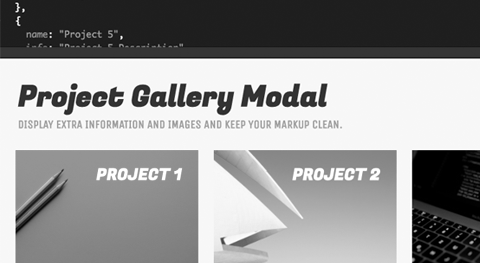 },
{
name: "Project 5",
info: "Project 5 Description"
Project Gallery Modal
DISPLAY EXTRA INFORMATION AND IMAGES AND KEEP YOUR MARKUP CLEAN.
PROJECT 1
PROJECT 2